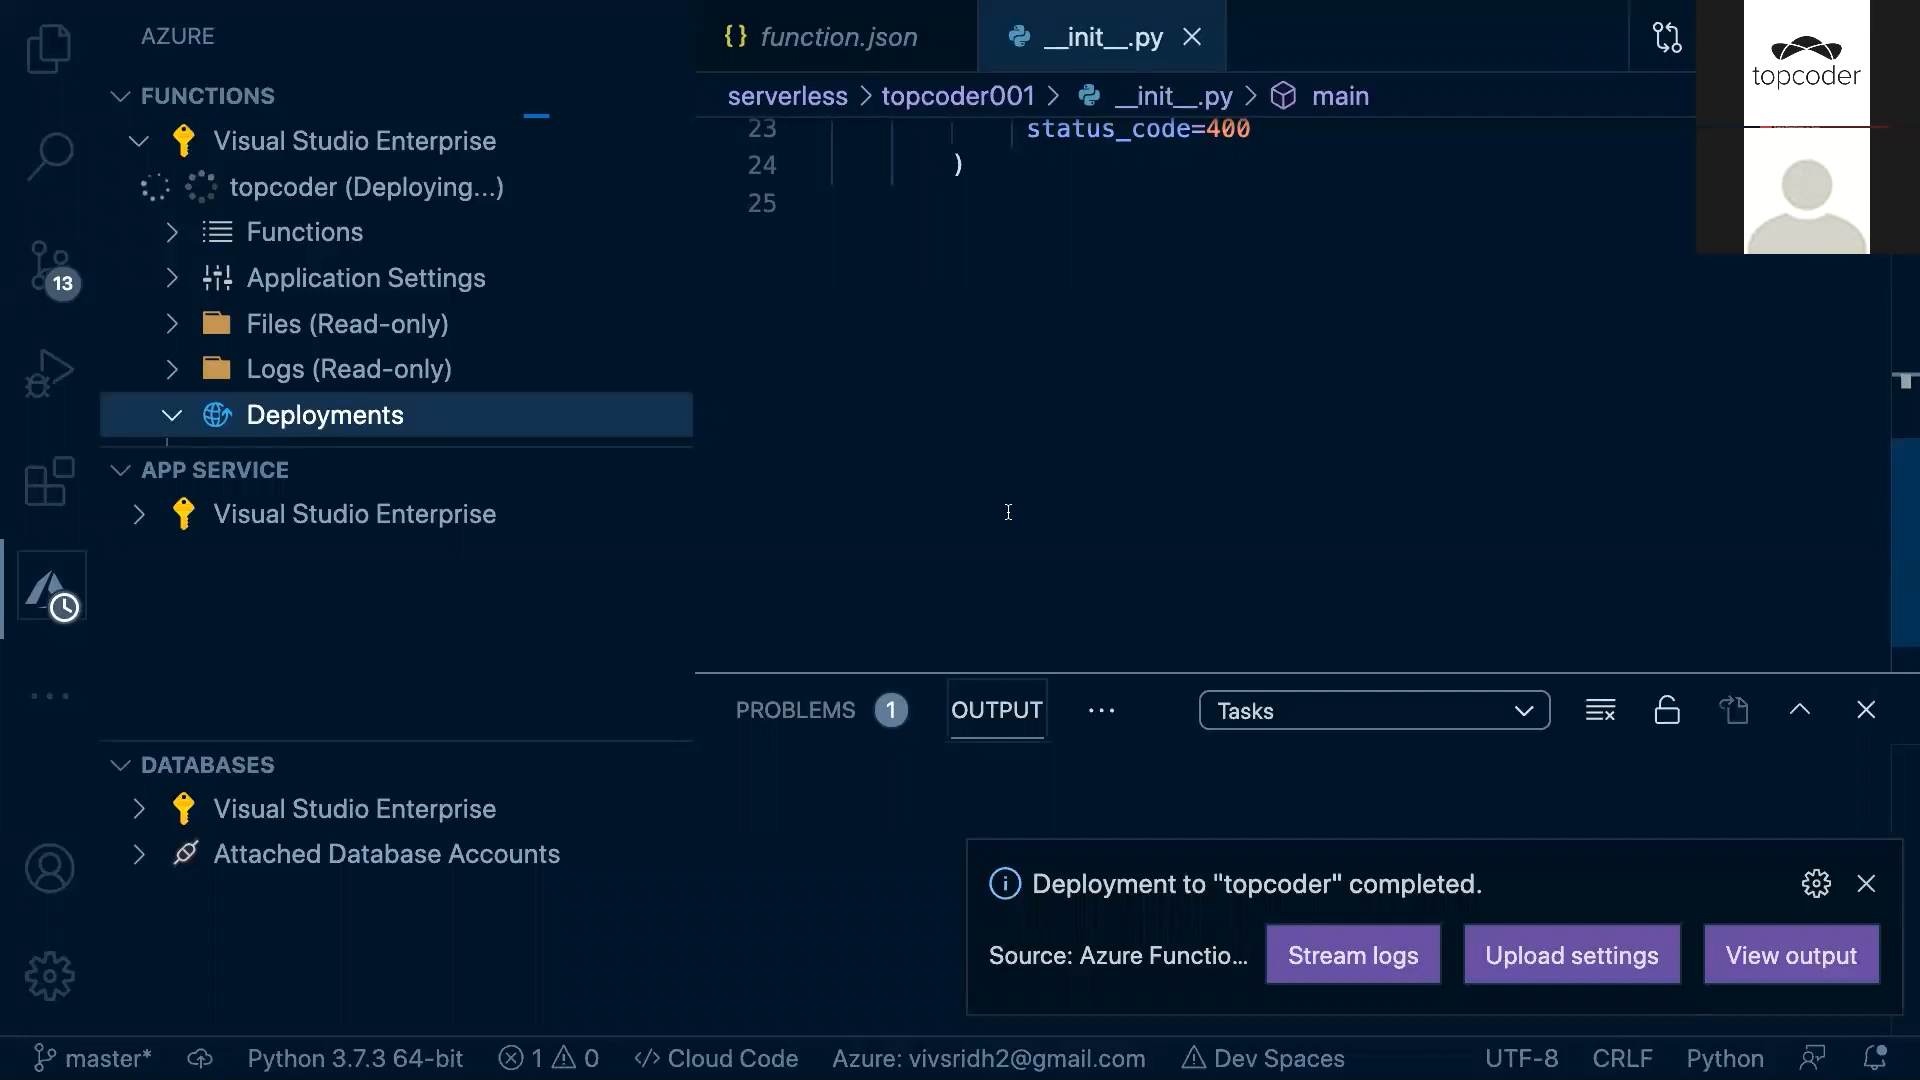 AZURE
FUNCTIONS
Visual Studio Enterprise
topcoder (Deploying...)
Functions
Application Settings
Files (Read-only)
Logs (Read-only)
Deployments
APP SERVICE
Visual Studio Enterprise
DATABASES
Visual Studio Enterprise
Attached Database Accounts
13
{} function.json
__init__.py
serverless > topcoder001 > __init__.py > main
23 status_code=400
24 )
25
topcoder
PROBLEMS 1 OUTPUT ... Tasks
Deployment to "topcoder" completed.
Source: Azure Functio... Stream logs Upload settings View output
master* Python 3.7.3 64-bit 1 0 </> Cloud Code Azure: vivsridh2@gmail.com Dev Spaces UTF-8 CRLF Python